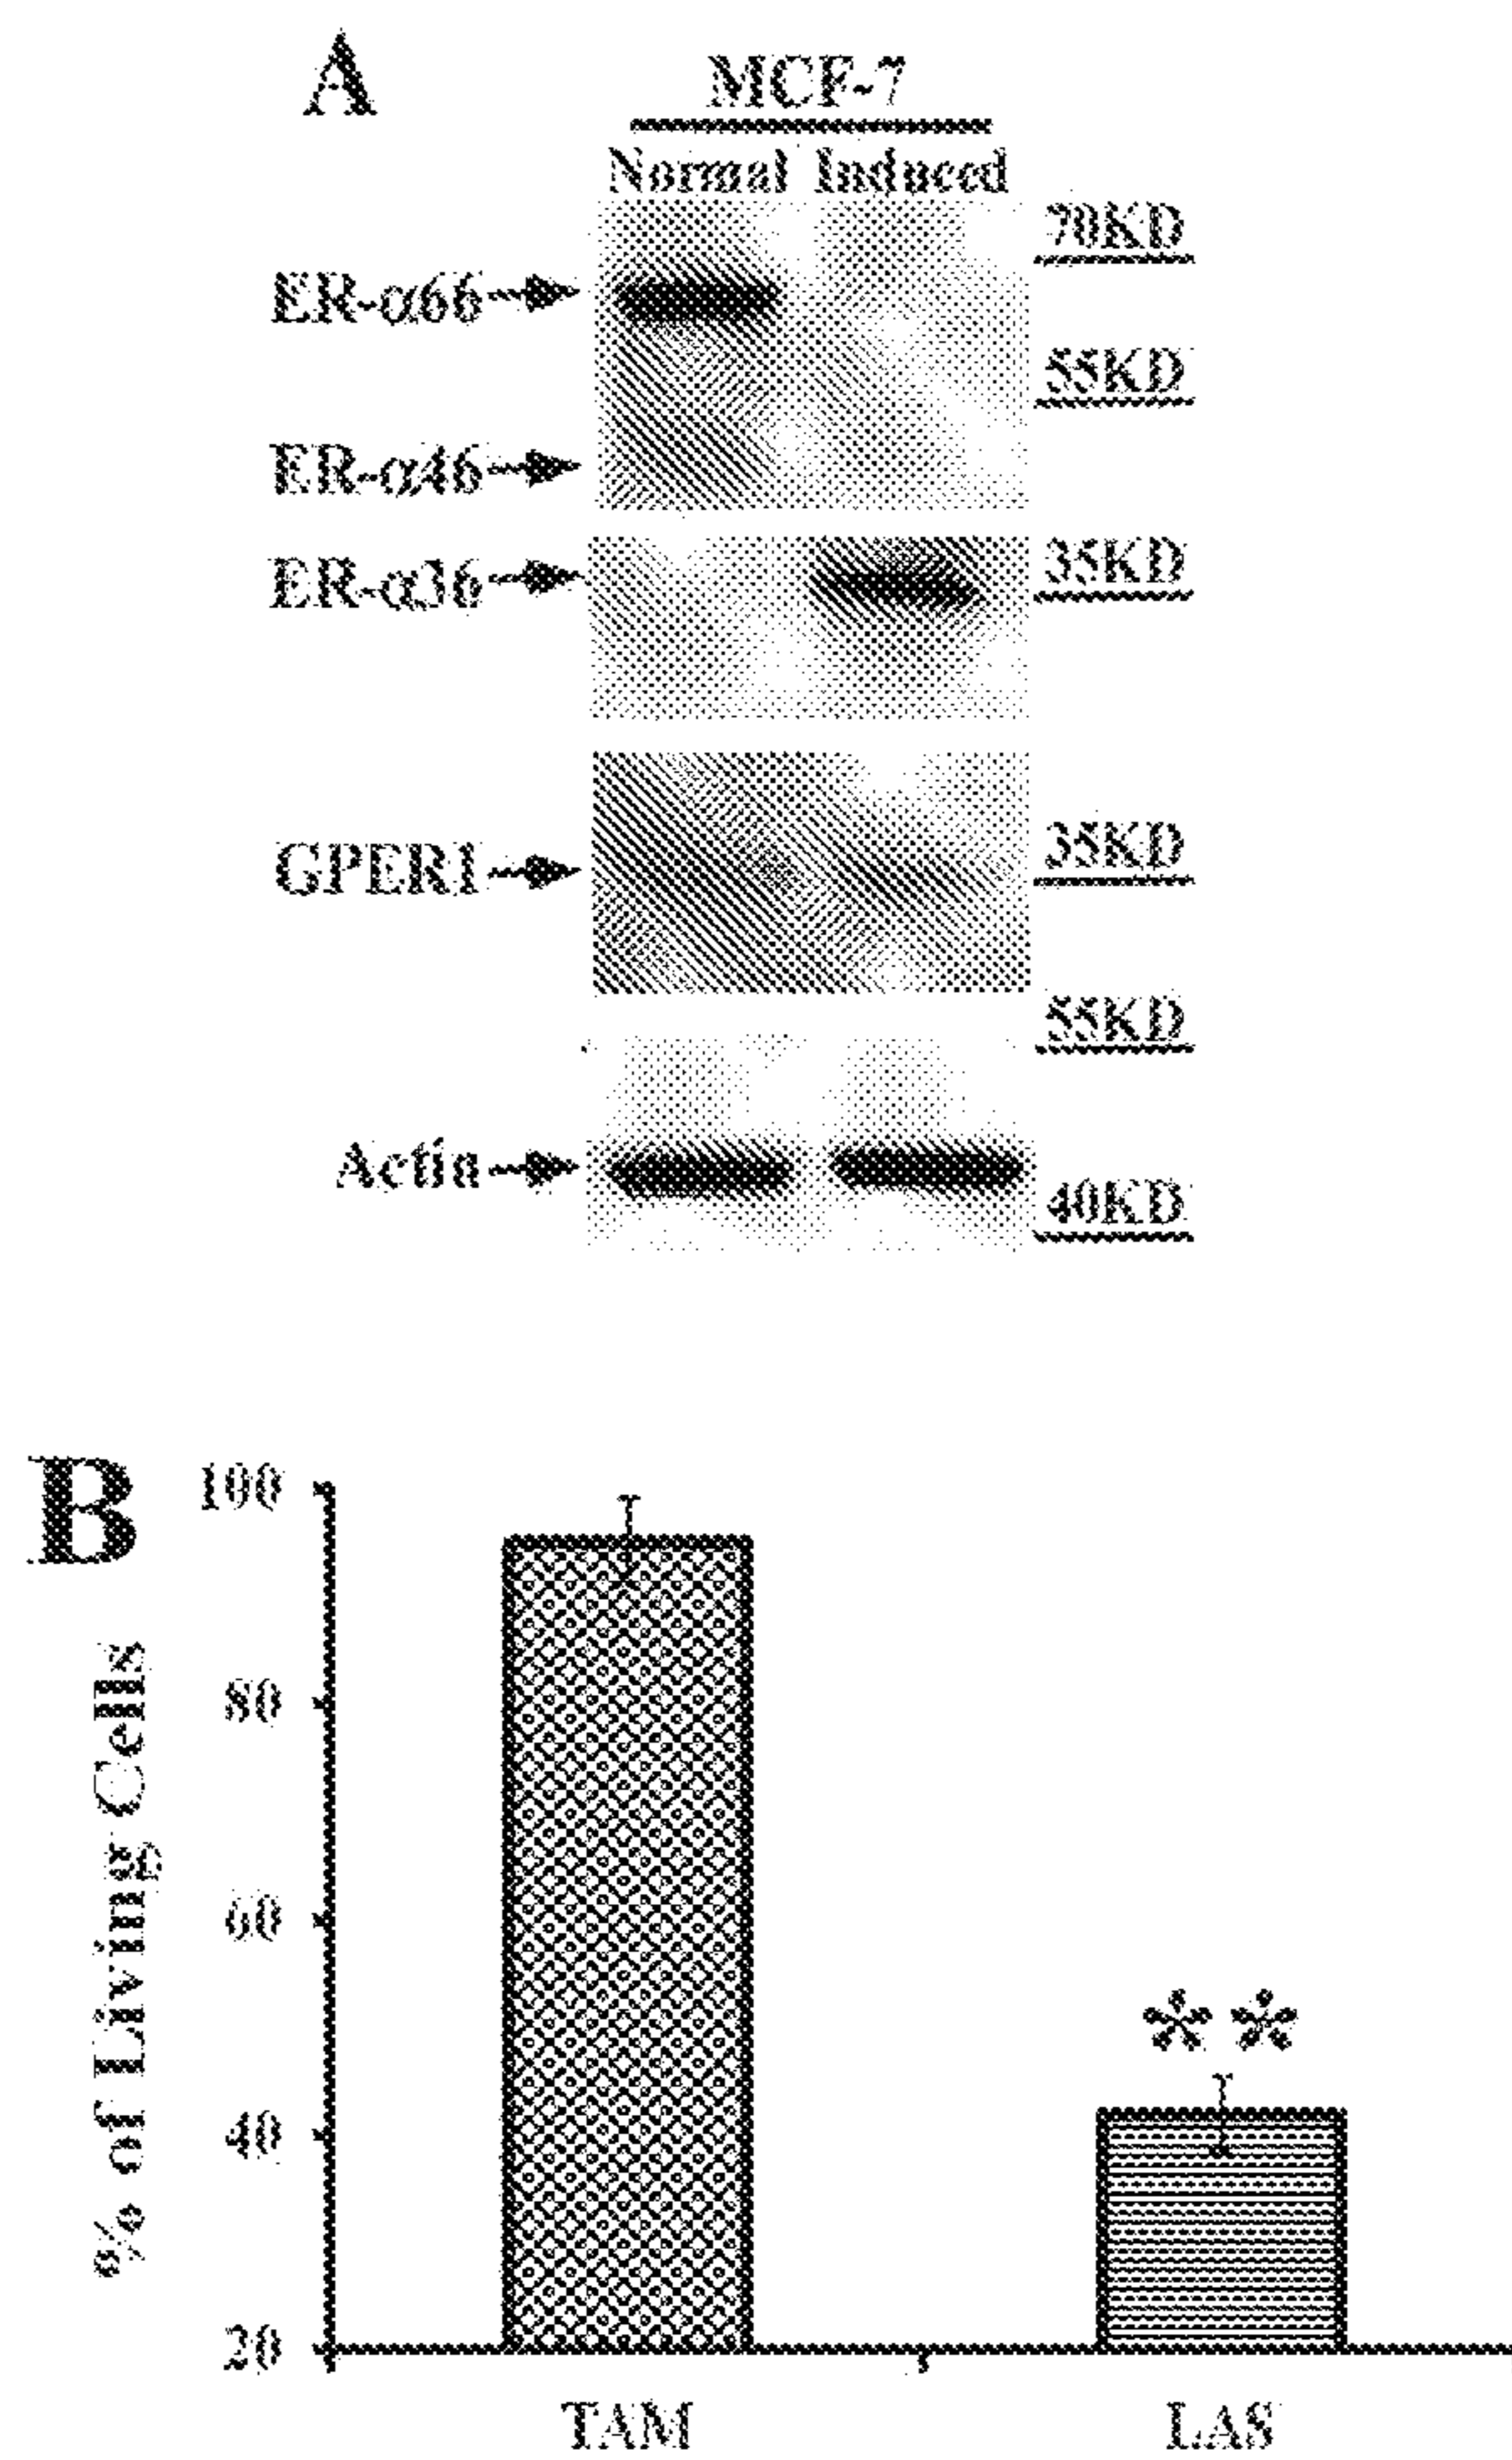 A
MCF-7
Normal Induced
70KD
ER-α66
55KD
ER-α46
ER-α36
35KD
GPER1
35KD
55KD
Actin
40KD
B
% of Living Cells
100
80
60
40
20
**
TAM
LAS